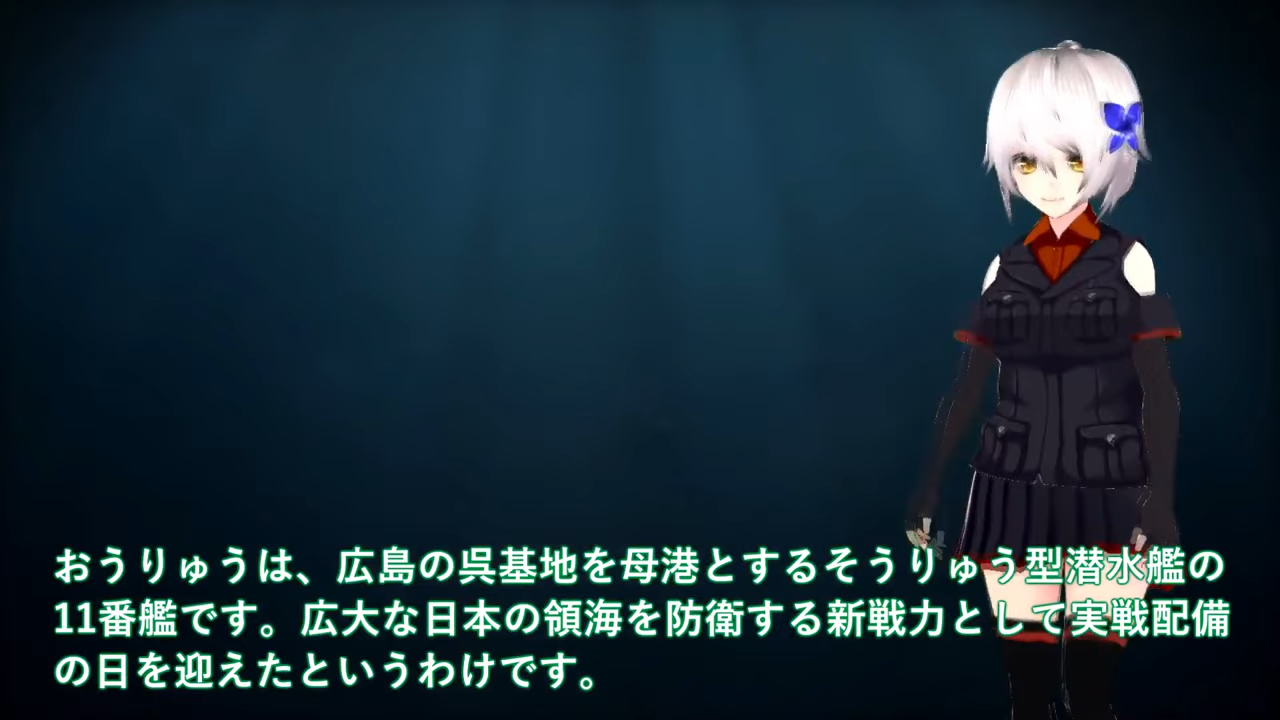 おうりゅうは、広島の呉基地を母港とするそうりゅう型潜水艦の
11番艦です。広大な日本の領海を防衛する新戦力として実戦配備
の日を迎えたというわけです。